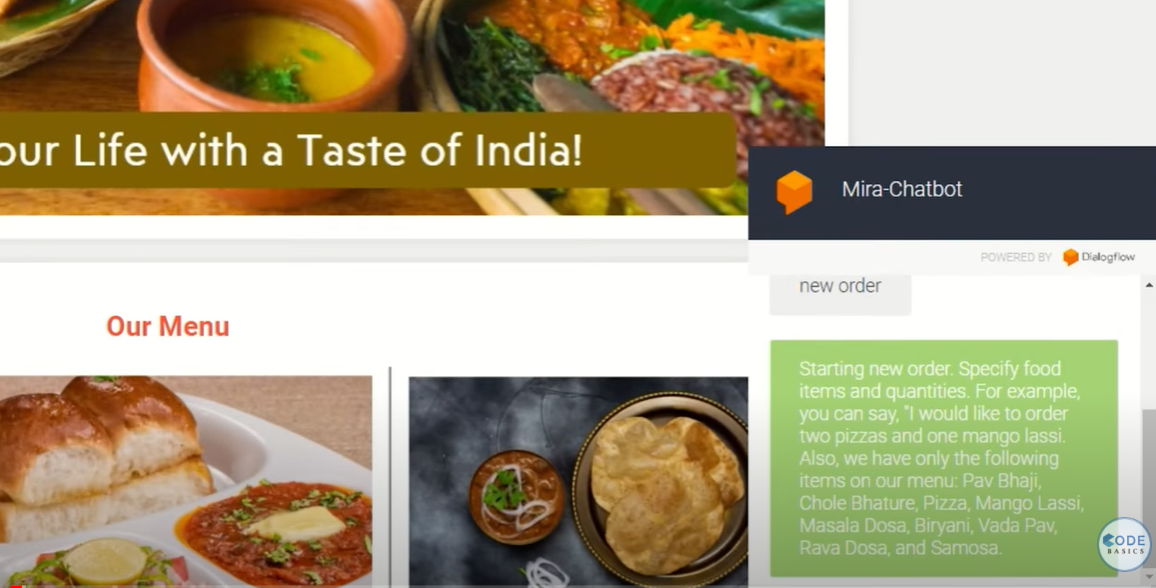 our Life with a Taste of India!
Mira-Chatbot
POWERED BY Dialogflow
new order
Our Menu
Starting new order. Specify food
items and quantities. For example,
you can say, "I would like to order
two pizzas and one mango lassi.
Also, we have only the following
items on our menu: Pav Bhaji,
Chole Bhature, Pizza, Mango Lassi,
Masala Dosa, Biryani, Vada Pav,
Rava Dosa, and Samosa.
CODE
BASICS